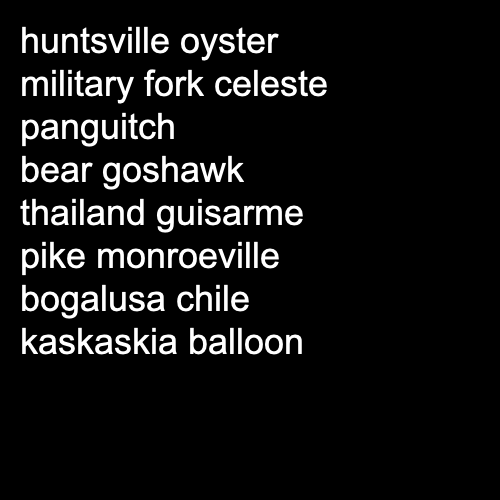 huntsville oyster
military fork celeste
panguitch
bear goshawk
thailand guisarme
pike monroeville
bogalusa chile
kaskaskia balloon